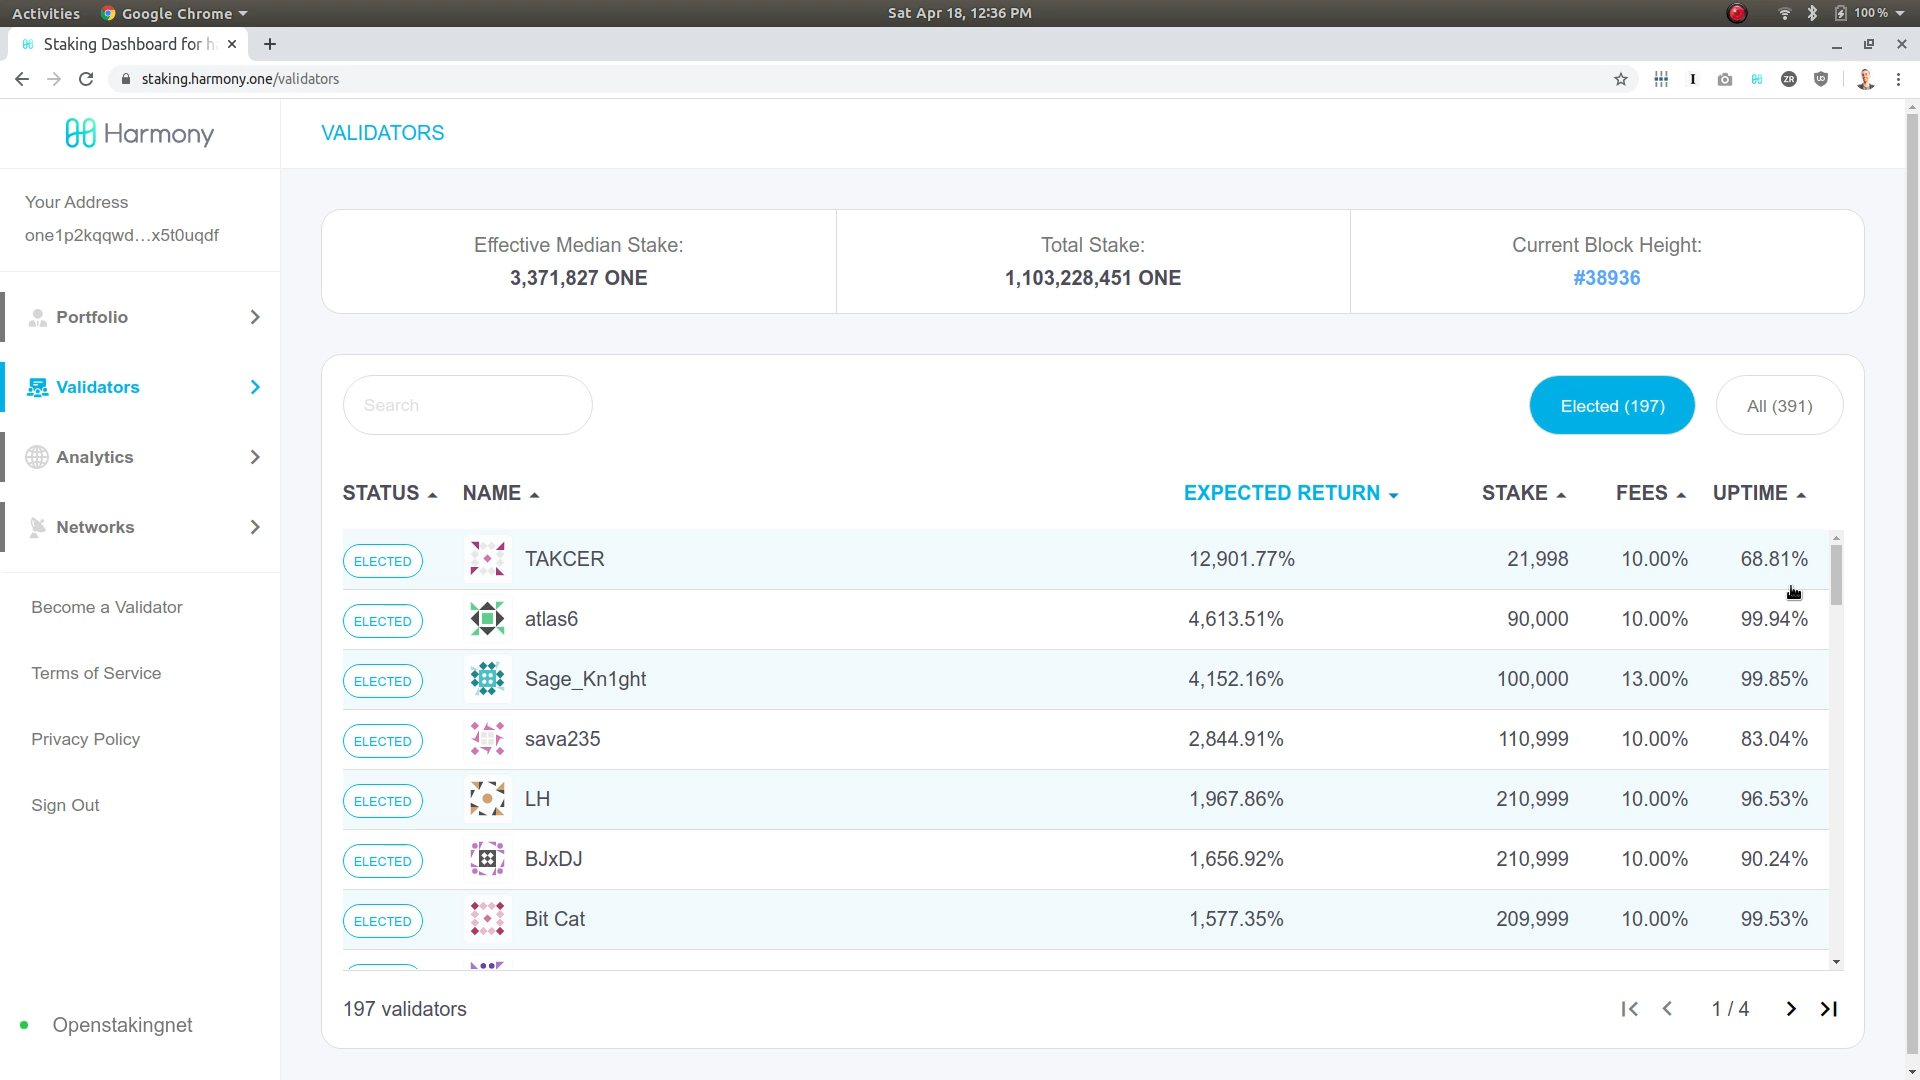 Activities Google Chrome Sat Apr 18, 12:36 PM 100 %
Staking Dashboard for h
staking.harmony.one/validators
Harmony
VALIDATORS
Your Address
one1p2kqqwd...x5t0uqdf
Effective Median Stake: Total Stake: Current Block Height:
3,371,827 ONE 1,103,228,451 ONE #38936
Portfolio
Validators
Analytics
Networks
Become a Validator
Terms of Service
Privacy Policy
Sign Out
Openstakingnet
Search Elected (197) All (391)
STATUS NAME EXPECTED RETURN STAKE FEES UPTIME
ELECTED TAKCER 12,901.77% 21,998 10.00% 68.81%
ELECTED atlas6 4,613.51% 90,000 10.00% 99.94%
ELECTED Sage_Kn1ght 4,152.16% 100,000 13.00% 99.85%
ELECTED sava235 2,844.91% 110,999 10.00% 83.04%
ELECTED LH 1,967.86% 210,999 10.00% 96.53%
ELECTED BJxDJ 1,656.92% 210,999 10.00% 90.24%
ELECTED Bit Cat 1,577.35% 209,999 10.00% 99.53%
197 validators 1 / 4